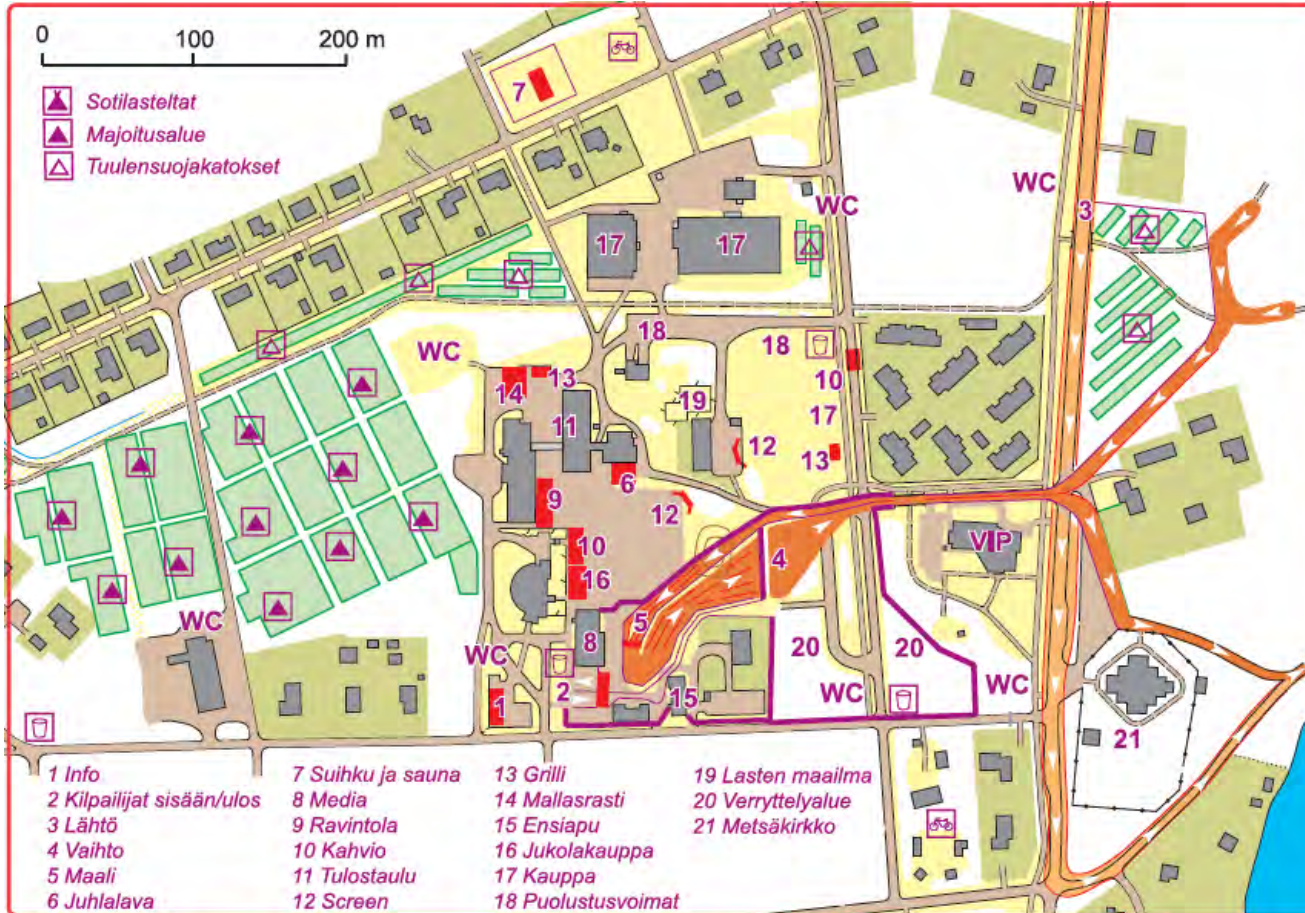 0 100 200 m
Sotilasteltat
Majoitusalue
Tuulensuojakatokset
7
WC
WC
3
17
17
18
18
WC
10
13
14
19
17
11
12
13
6
9
12
10
4
VIP
16
5
WC
8
20
20
WC
2
WC
WC
1
15
21
1 Info
2 Kilpailijat sisään/ulos
3 Lähtö
4 Vaihto
5 Maali
6 Juhlalava
7 Suihku ja sauna
8 Media
9 Ravintola
10 Kahvio
11 Tulostaulu
12 Screen
13 Grilli
14 Mallasrasti
15 Ensiapu
16 Jukolakauppa
17 Kauppa
18 Puolustusvoimat
19 Lasten maailma
20 Verryttelyalue
21 Metsäkirkko